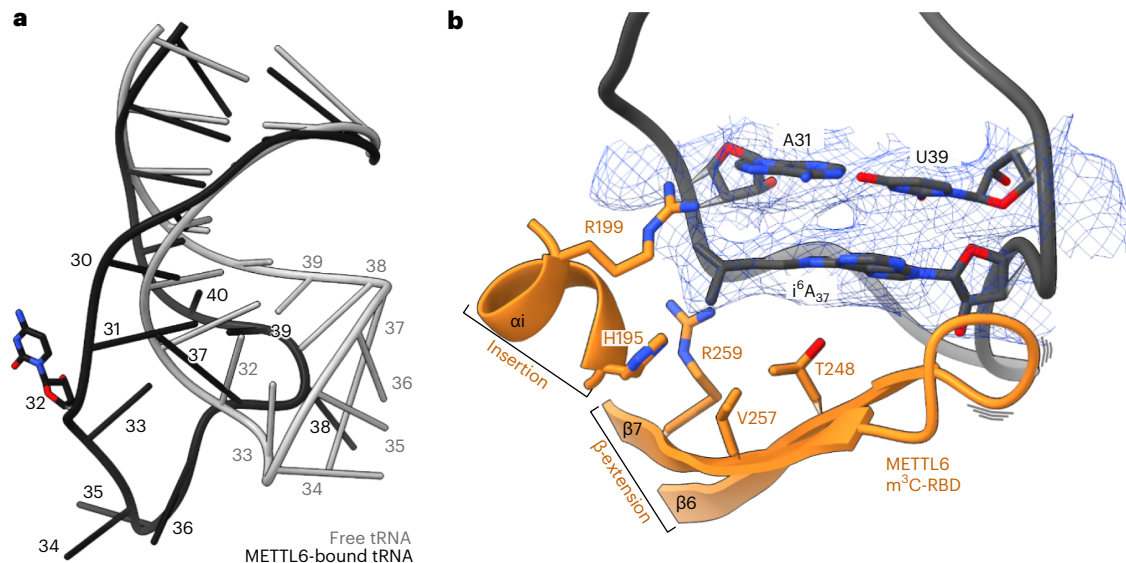 a
30
31
32
33
35
34
36
40
39
37
38
39
38
37
36
35
32
33
34
Free tRNA
METTL6-bound tRNA
b
A31
U39
R199
i⁶A₃₇
αi
Insertion
H195
R259
T248
V257
β7
β6
β-extension
METTL6
m³C-RBD